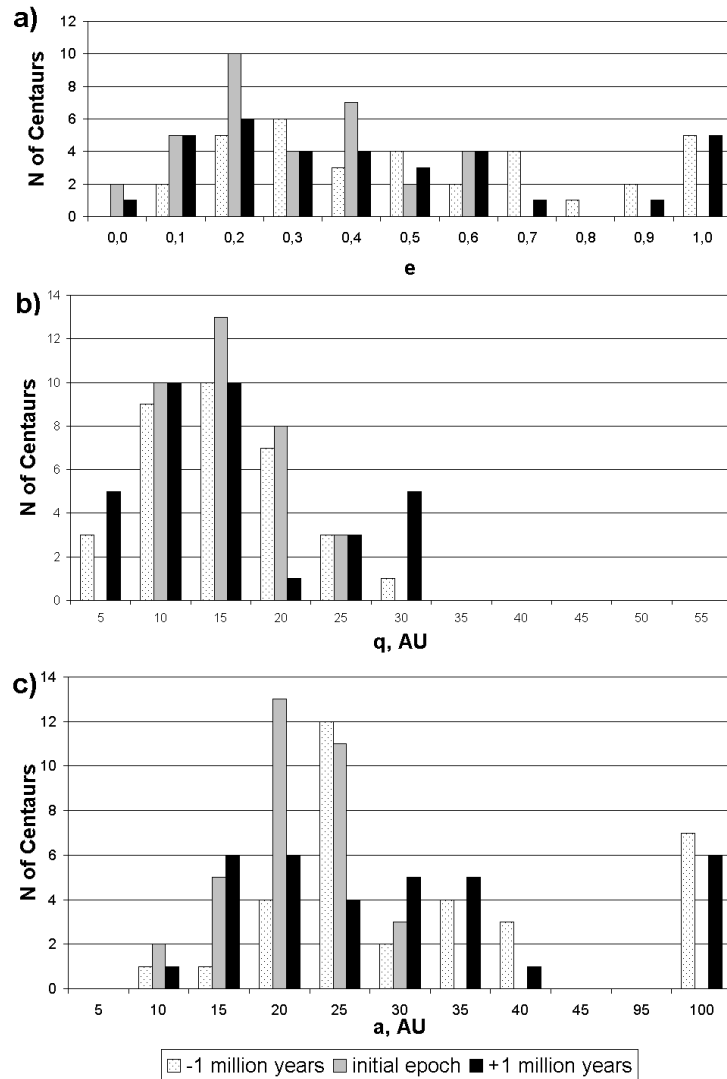 a)
N of Centaurs
12
10
8
6
4
2
0
0,0 0,1 0,2 0,3 0,4 0,5 0,6 0,7 0,8 0,9 1,0
e
b)
N of Centaurs
14
12
10
8
6
4
2
0
5 10 15 20 25 30 35 40 45 50 55
q, AU
c)
N of Centaurs
14
12
10
8
6
4
2
0
5 10 15 20 25 30 35 40 45 95 100
a, AU
-1 million years initial epoch +1 million years